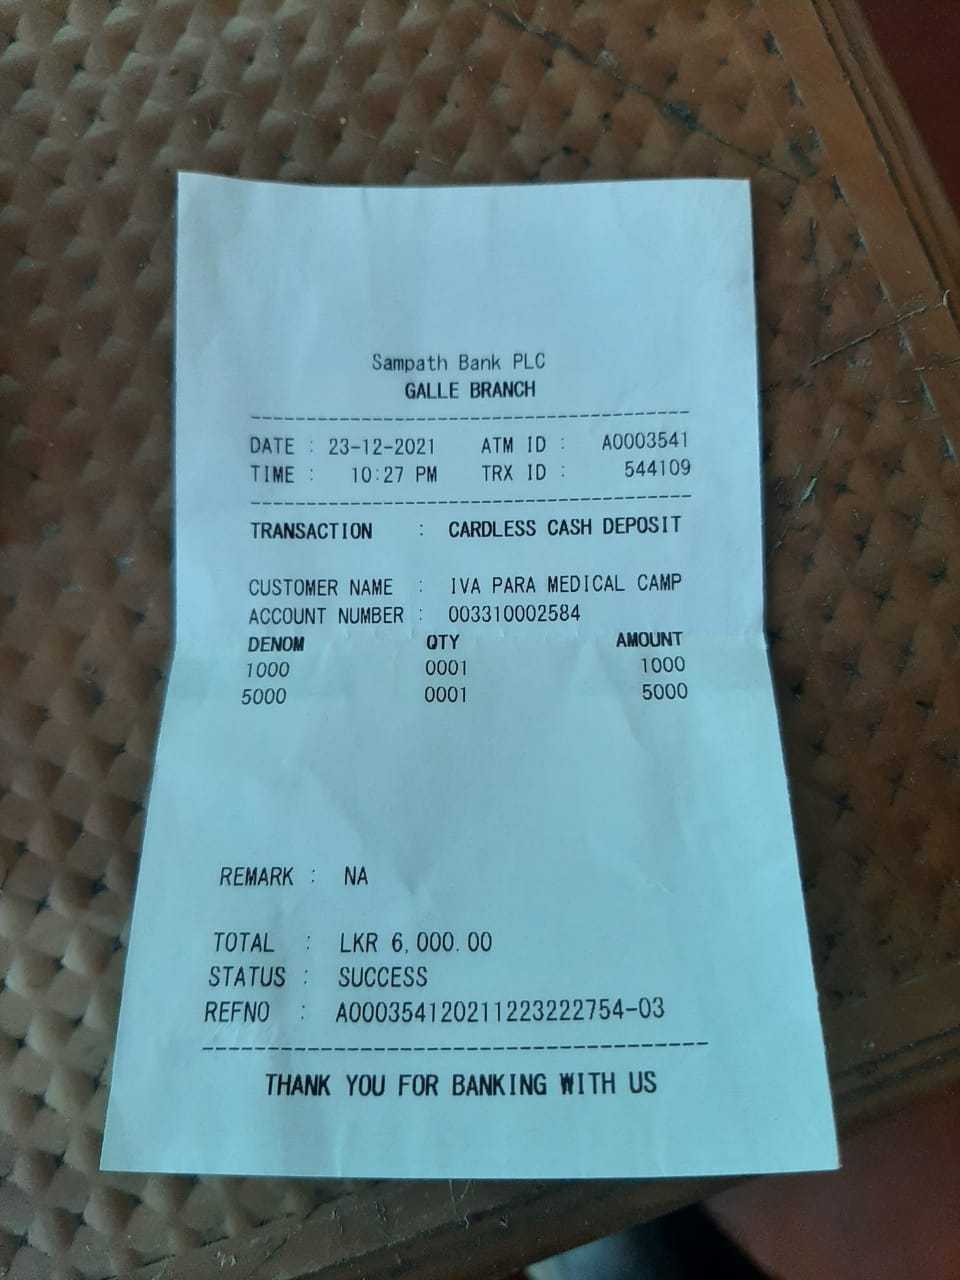 Sampath Bank PLC
GALLE BRANCH
DATE : 23-12-2021 ATM ID : A0003541
TIME : 10:27 PM TRX ID : 544109
TRANSACTION : CARDLESS CASH DEPOSIT
CUSTOMER NAME : IVA PARA MEDICAL CAMP
ACCOUNT NUMBER : 003310002584
DENOM QTY AMOUNT
1000 0001 1000
5000 0001 5000
REMARK : NA
TOTAL : LKR 6,000.00
STATUS : SUCCESS
REFNO : A000354120211223222754-03
THANK YOU FOR BANKING WITH US